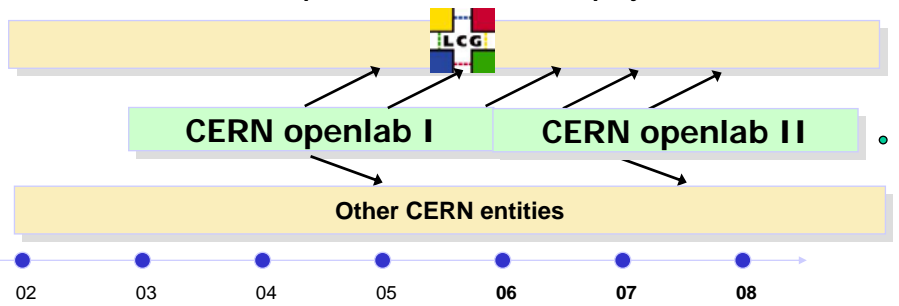 LCG
CERN openlab I CERN openlab II
Other CERN entities
02 03 04 05 06 07 08